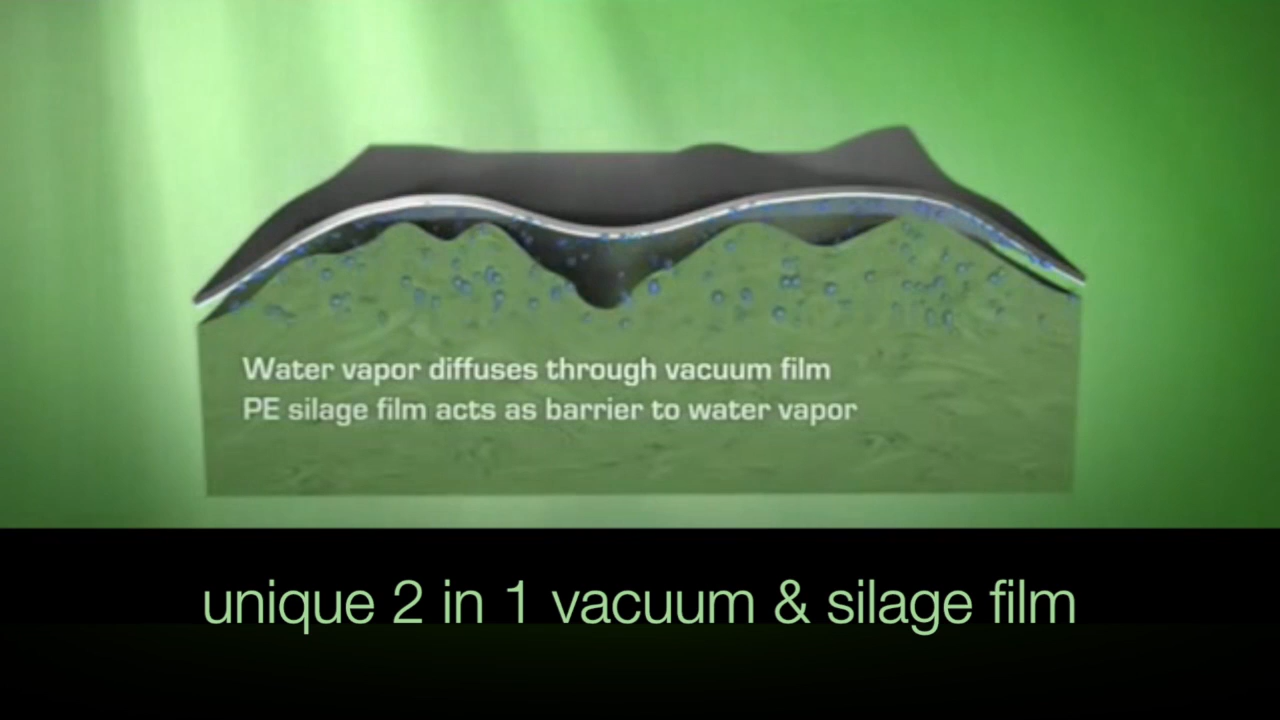 Water vapor diffuses through vacuum film
PE silage film acts as barrier to water vapor
unique 2 in 1 vacuum & silage film